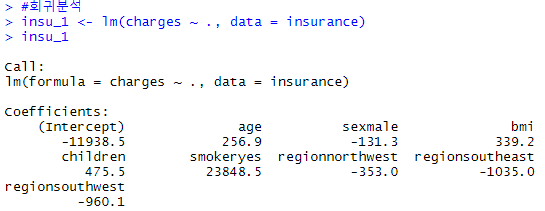 > #회귀분석
> insu_1 <- lm(charges ~ ., data = insurance)
> insu_1
Call:
lm(formula = charges ~ ., data = insurance)
Coefficients:
(Intercept) age sexmale bmi
-11938.5 256.9 -131.3 339.2
children smokeryes regionnorthwest regionsoutheast
475.5 23848.5 -353.0 -1035.0
regionsouthwest
-960.1